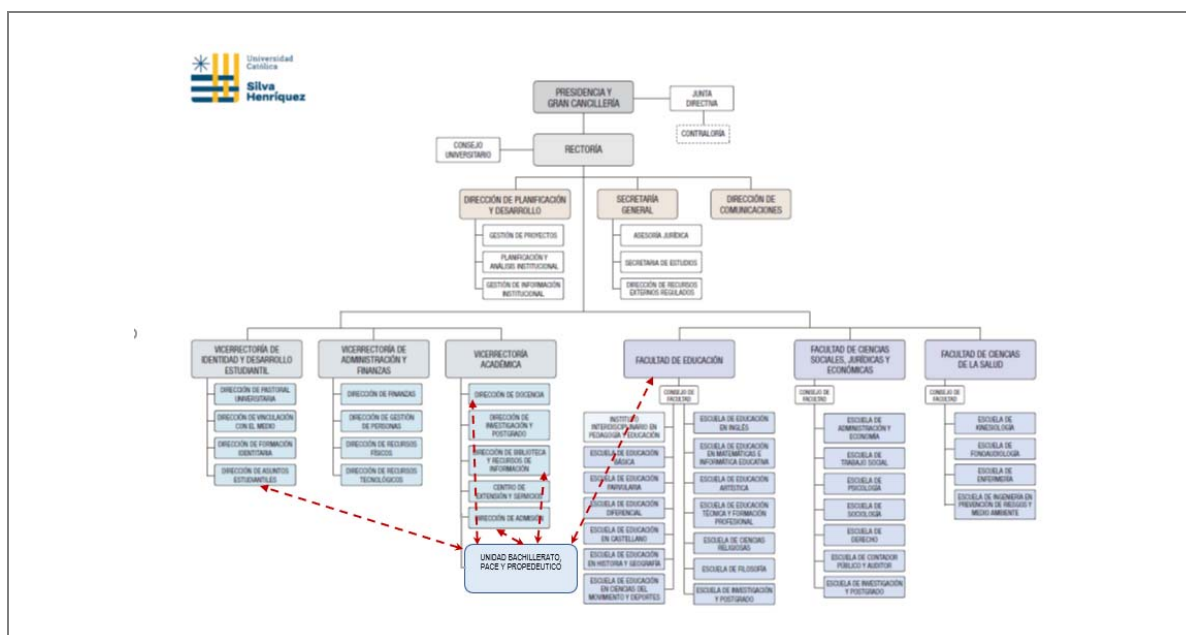 Universidad
Católica
Silva
Henríquez
PRESIDENCIA Y
GRAN CANCILLERÍA
JUNTA
DIRECTIVA
CONTRALORÍA
CONSEJO
UNIVERSITARIO
RECTORÍA
DIRECCIÓN DE PLANIFICACIÓN
Y DESARROLLO
SECRETARÍA
GENERAL
DIRECCIÓN DE
COMUNICACIONES
GESTIÓN DE PROYECTOS
PLANIFICACIÓN Y
ANÁLISIS INSTITUCIONAL
GESTIÓN DE INFORMACIÓN
INSTITUCIONAL
ASESORÍA JURÍDICA
SECRETARIA DE ESTUDIOS
DIRECCIÓN DE RECURSOS
EXTERNOS REGULADOS
)
VICERRECTORÍA DE
IDENTIDAD Y DESARROLLO
ESTUDIANTIL
DIRECCIÓN DE PASTORAL
UNIVERSITARIA
DIRECCIÓN DE VINCULACIÓN
CON EL MEDIO
DIRECCIÓN DE FORMACIÓN
IDENTITARIA
DIRECCIÓN DE ASUNTOS
ESTUDIANTILES
VICERRECTORÍA DE
ADMINISTRACIÓN Y
FINANZAS
DIRECCIÓN DE FINANZAS
DIRECCIÓN DE GESTIÓN
DE PERSONAS
DIRECCIÓN DE RECURSOS
FÍSICOS
DIRECCIÓN DE RECURSOS
TECNOLÓGICOS
VICERRECTORÍA
ACADÉMICA
DIRECCIÓN DE DOCENCIA
DIRECCIÓN DE
INVESTIGACIÓN Y
POSTGRADO
DIRECCIÓN DE BIBLIOTECA
Y RECURSOS DE
INFORMACIÓN
CENTRO DE
EXTENSIÓN Y SERVICIOS
DIRECCIÓN DE ADMISIÓN
UNIDAD BACHILLERATO,
PACE Y PROPEDEUTICO
FACULTAD DE EDUCACIÓN
CONSEJO DE
FACULTAD
INSTITUTO
INTERDISCIPLINARIO EN
PEDAGOGÍA Y EDUCACIÓN
ESCUELA DE EDUCACIÓN
BÁSICA
ESCUELA DE EDUCACIÓN
PARVULARIA
ESCUELA DE EDUCACIÓN
DIFERENCIAL
ESCUELA DE EDUCACIÓN
EN CASTELLANO
ESCUELA DE EDUCACIÓN
EN HISTORIA Y GEOGRAFÍA
ESCUELA DE EDUCACIÓN
EN CIENCIAS DEL
MOVIMIENTO Y DEPORTES
ESCUELA DE EDUCACIÓN EN
INGLÉS
ESCUELA DE EDUCACIÓN
EN MATEMÁTICAS E
INFORMÁTICA EDUCATIVA
ESCUELA DE EDUCACIÓN
ARTÍSTICA
ESCUELA DE EDUCACIÓN
TÉCNICA Y FORMACIÓN
PROFESIONAL
ESCUELA DE CIENCIAS
RELIGIOSAS
ESCUELA DE FILOSOFÍA
ESCUELA DE INVESTIGACIÓN
Y POSTGRADO
FACULTAD DE CIENCIAS
SOCIALES, JURÍDICAS Y
ECONÓMICAS
CONSEJO DE
FACULTAD
ESCUELA DE
ADMINISTRACIÓN Y
ECONOMÍA
ESCUELA DE
TRABAJO SOCIAL
ESCUELA DE
PSICOLOGÍA
ESCUELA DE
SOCIOLOGÍA
ESCUELA DE
DERECHO
ESCUELA DE CONTADOR
PÚBLICO Y AUDITOR
ESCUELA DE INVESTIGACIÓN Y
POSTGRADO
FACULTAD DE CIENCIAS
DE LA SALUD
CONSEJO DE
FACULTAD
ESCUELA DE
KINESIOLOGÍA
ESCUELA DE
FONOAUDIOLOGÍA
ESCUELA DE
ENFERMERÍA
ESCUELA DE INGENIERÍA EN
PREVENCIÓN DE RIESGOS Y
MEDIO AMBIENTE